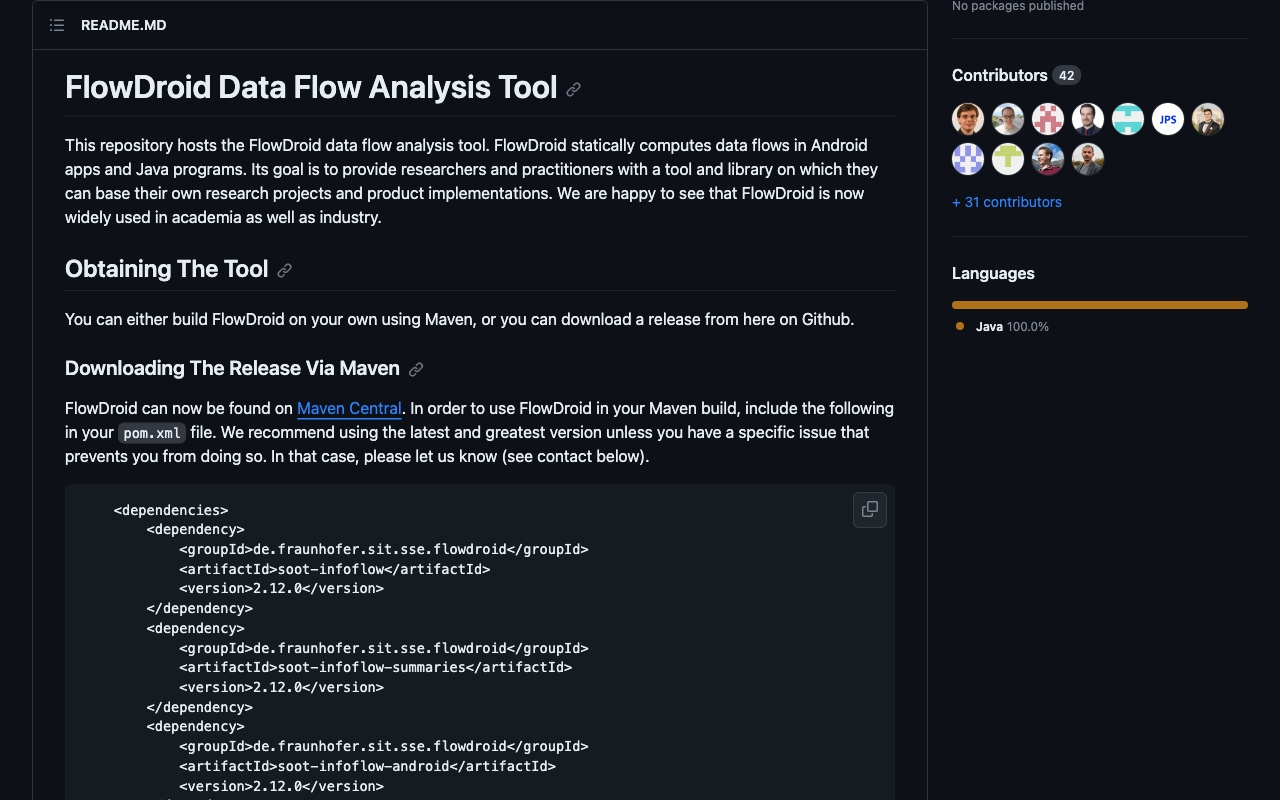 No packages published
README.MD
Contributors 42
FlowDroid Data Flow Analysis Tool
JPS
This repository hosts the FlowDroid data flow analysis tool. FlowDroid statically computes data flows in Android
apps and Java programs. Its goal is to provide researchers and practitioners with a tool and library on which they
can base their own research projects and product implementations. We are happy to see that FlowDroid is now
widely used in academia as well as industry.
+ 31 contributors
Obtaining The Tool
Languages
You can either build FlowDroid on your own using Maven, or you can download a release from here on Github.
Java 100.0%
Downloading The Release Via Maven
FlowDroid can now be found on Maven Central. In order to use FlowDroid in your Maven build, include the following
in your pom.xml file. We recommend using the latest and greatest version unless you have a specific issue that
prevents you from doing so. In that case, please let us know (see contact below).
<dependencies>
<dependency>
<groupId>de.fraunhofer.sit.sse.flowdroid</groupId>
<artifactId>soot-infoflow</artifactId>
<version>2.12.0</version>
</dependency>
<dependency>
<groupId>de.fraunhofer.sit.sse.flowdroid</groupId>
<artifactId>soot-infoflow-summaries</artifactId>
<version>2.12.0</version>
</dependency>
<dependency>
<groupId>de.fraunhofer.sit.sse.flowdroid</groupId>
<artifactId>soot-infoflow-android</artifactId>
<version>2.12.0</version>